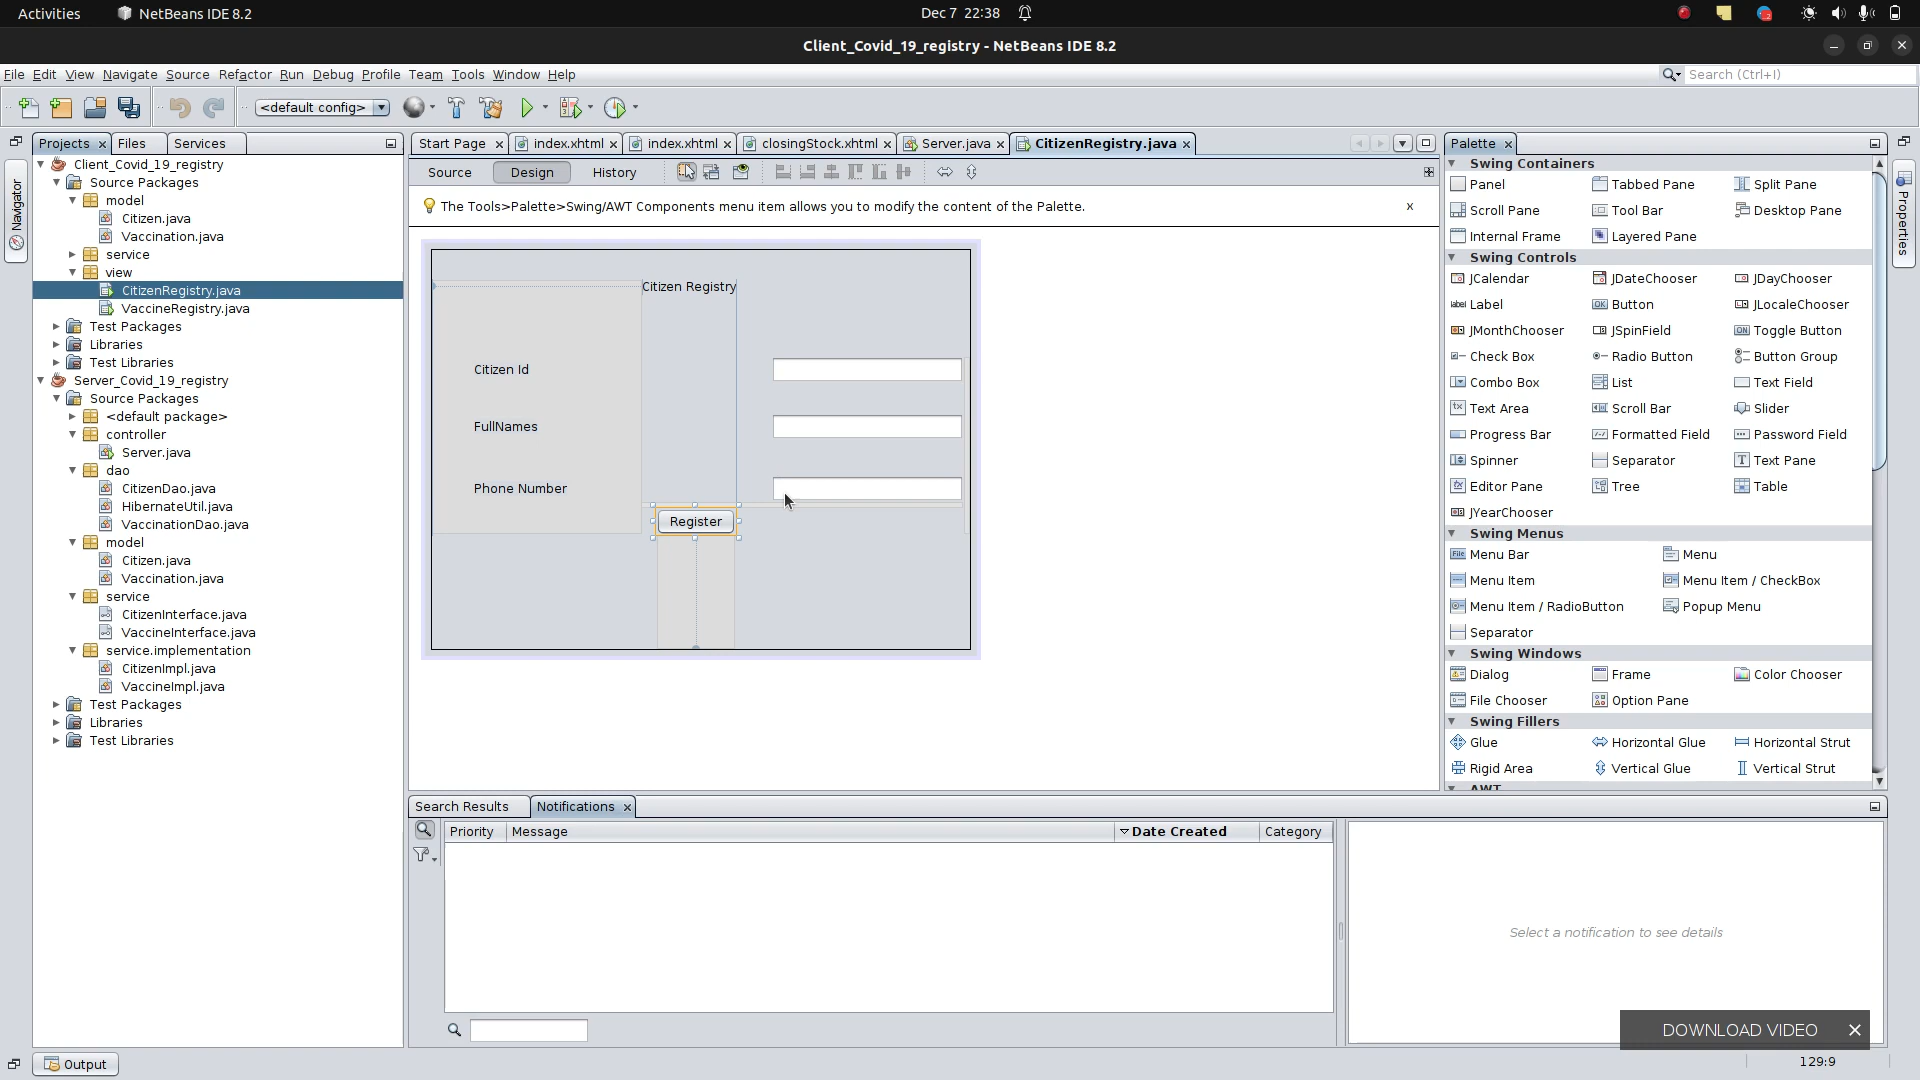 Activities NetBeans IDE 8.2 Dec 7 22:38
Client_Covid_19_registry - NetBeans IDE 8.2
File Edit View Navigate Source Refactor Run Debug Profile Team Tools Window Help Search (Ctrl+I)
<default config>
Projects Files Services
Start Page index.xhtml index.xhtml closingStock.xhtml Server.java CitizenRegistry.java
Palette
Navigator
Properties
Client_Covid_19_registry
Source Packages
model
Citizen.java
Vaccination.java
service
view
CitizenRegistry.java
VaccineRegistry.java
Test Packages
Libraries
Test Libraries
Server_Covid_19_registry
Source Packages
<default package>
controller
Server.java
dao
CitizenDao.java
HibernateUtil.java
VaccinationDao.java
model
Citizen.java
Vaccination.java
service
CitizenInterface.java
VaccineInterface.java
service.implementation
CitizenImpl.java
VaccineImpl.java
Test Packages
Libraries
Test Libraries
Source Design History
The Tools>Palette>Swing/AWT Components menu item allows you to modify the content of the Palette. x
Citizen Registry
Citizen Id
FullNames
Phone Number
Register
Swing Containers
Panel Tabbed Pane Split Pane
Scroll Pane Tool Bar Desktop Pane
Internal Frame Layered Pane
Swing Controls
JCalendar JDateChooser JDayChooser
label Label OK Button JLocaleChooser
JMonthChooser JSpinField ON Toggle Button
Check Box Radio Button Button Group
Combo Box List Text Field
Text Area Scroll Bar Slider
Progress Bar Formatted Field Password Field
Spinner Separator Text Pane
Editor Pane Tree Table
JYearChooser
Swing Menus
File Menu Bar Menu
Menu Item Menu Item / CheckBox
Menu Item / RadioButton Popup Menu
Separator
Swing Windows
Dialog Frame Color Chooser
File Chooser Option Pane
Swing Fillers
Glue Horizontal Glue Horizontal Strut
Rigid Area Vertical Glue Vertical Strut
AWT
Search Results Notifications
Priority Message Date Created Category
Select a notification to see details
DOWNLOAD VIDEO
Output
129:9